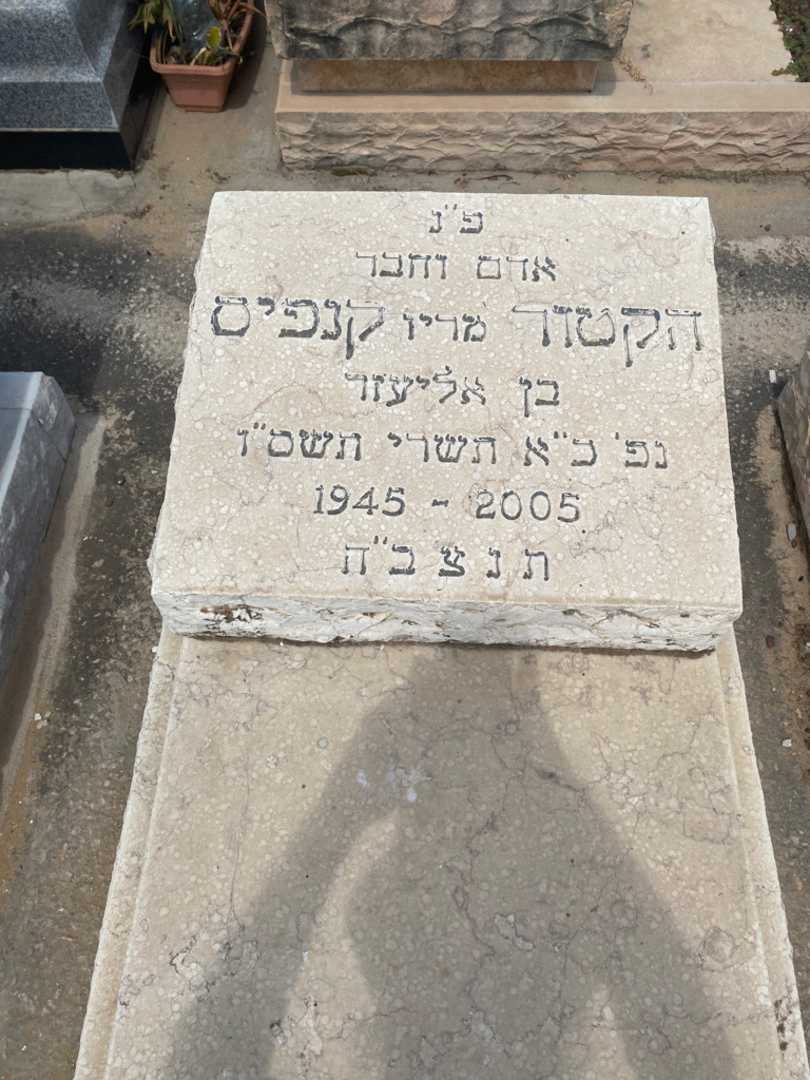 פ"נ
אדם וחבר
הקטור מריו קנפיס
בן אליעזר
נפ' כ"א תשרי תשס"ו
1945 - 2005
ת נ צ ב"ה